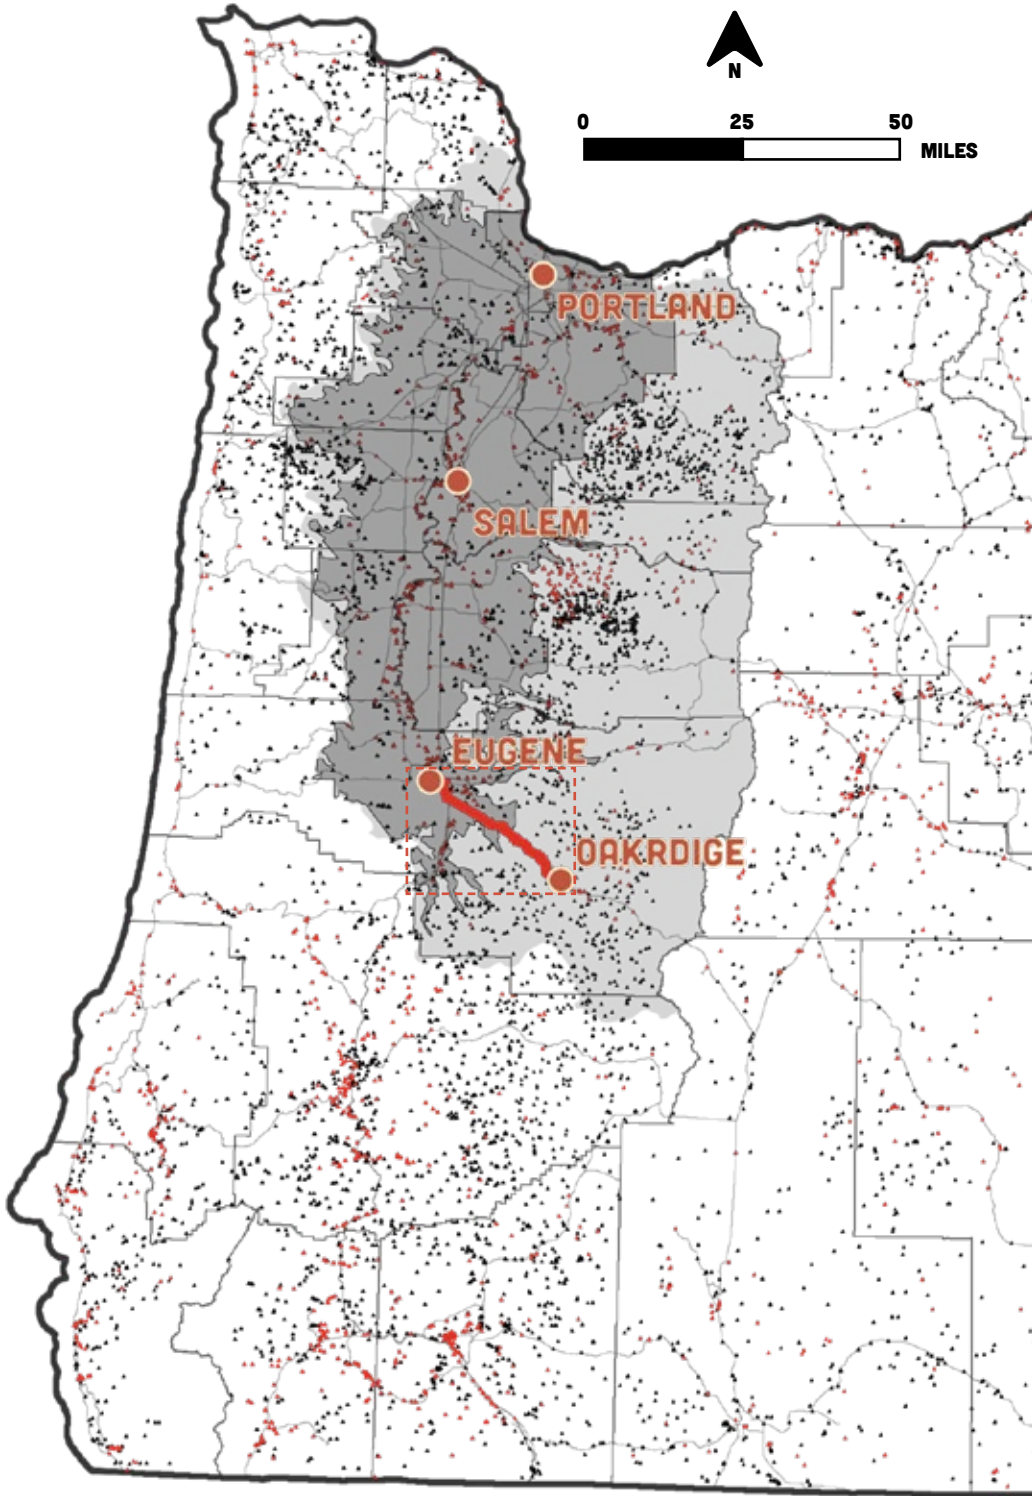 N
0 25 50
MILES
PORTLAND
SALEM
EUGENE
OAKRDIGE